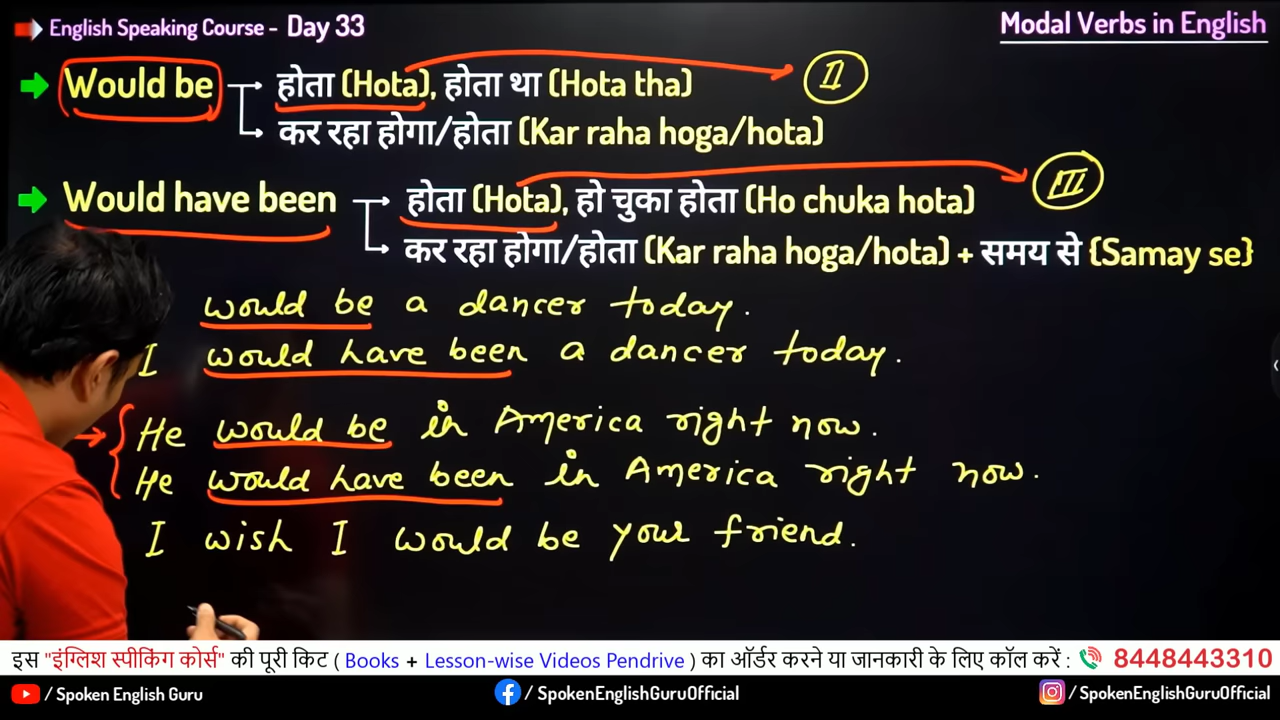 English Speaking Course - Day 33
Modal Verbs in English
Would be
होता (Hota), होता था (Hota tha)
II
कर रहा होगा/होता (Kar raha hoga/hota)
Would have been
होता (Hota), हो चुका होता (Ho chuka hota)
III
कर रहा होगा/होता (Kar raha hoga/hota) + समय से {Samay se}
would be a dancer today.
I would have been a dancer today.
He would be in America right now.
He would have been in America right now.
I wish I would be your friend.
इस "इंग्लिश स्पीकिंग कोर्स" की पूरी किट ( Books + Lesson-wise Videos Pendrive ) का ऑर्डर करने या जानकारी के लिए कॉल करें : 8448443310
/ Spoken English Guru
/ SpokenEnglishGuruOfficial
/ SpokenEnglishGuruOfficial